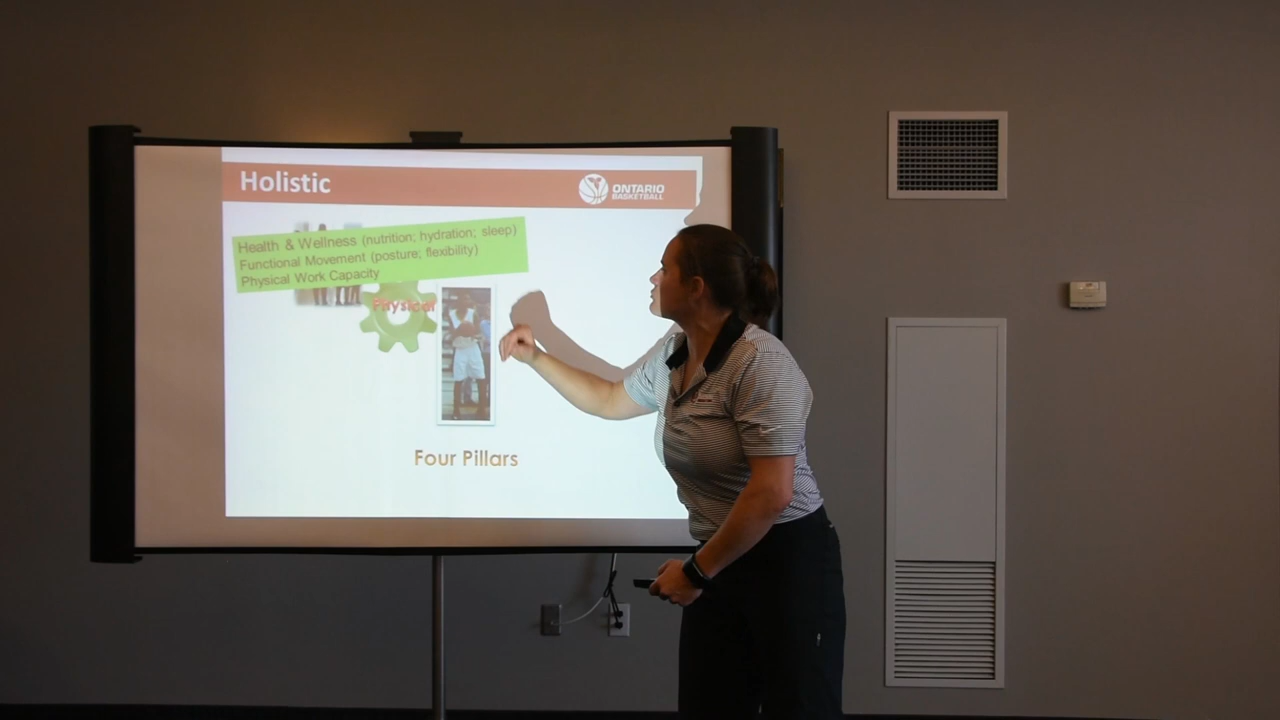 Holistic
ONTARIO
BASKETBALL
Health & Wellness (nutrition; hydration; sleep)
Functional Movement (posture; flexibility)
Physical Work Capacity
Physical
Four Pillars